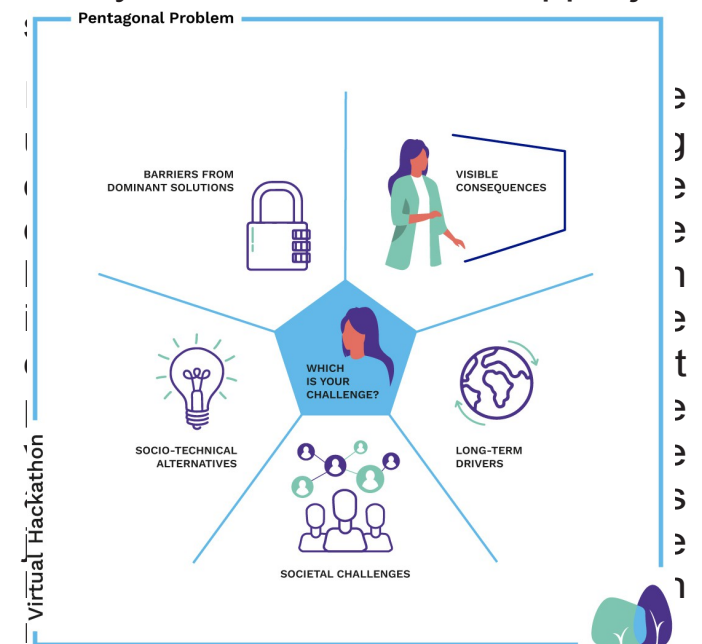 Pentagonal Problem
BARRIERS FROM
DOMINANT SOLUTIONS
VISIBLE
CONSEQUENCES
WHICH
IS YOUR
CHALLENGE?
SOCIO-TECHNICAL
ALTERNATIVES
LONG-TERM
DRIVERS
SOCIETAL CHALLENGES
Virtual Hackathon